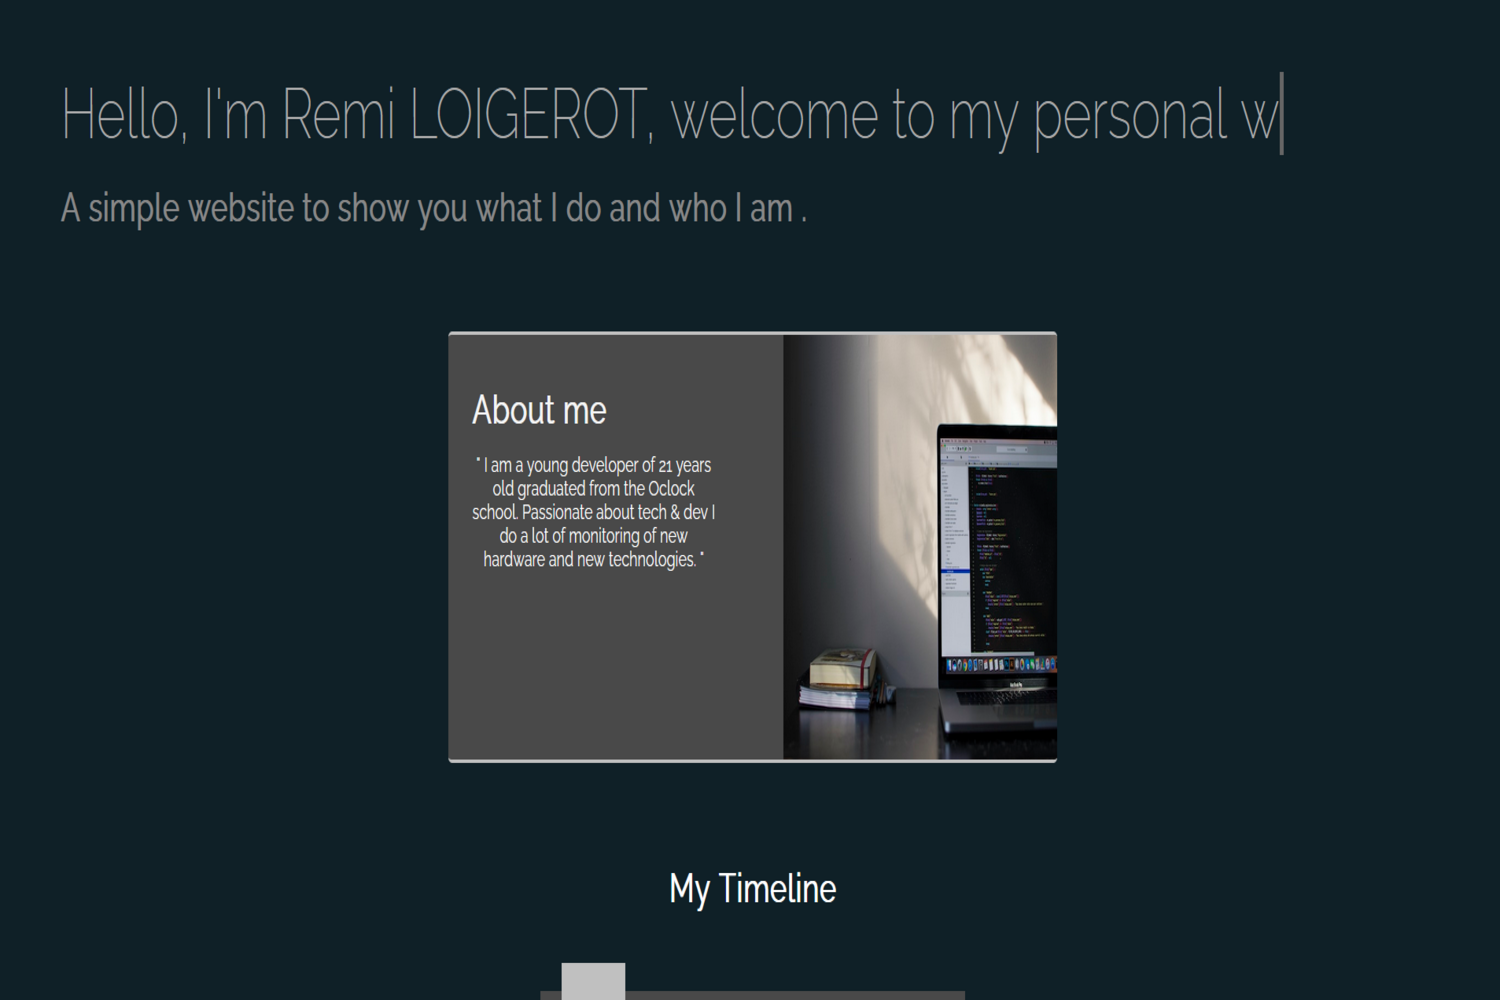 Hello, I'm Remi LOIGEROT, welcome to my personal w
A simple website to show you what I do and who I am .
About me
" I am a young developer of 21 years
old graduated from the Oclock
school. Passionate about tech & dev I
do a lot of monitoring of new
hardware and new technologies. "
My Timeline